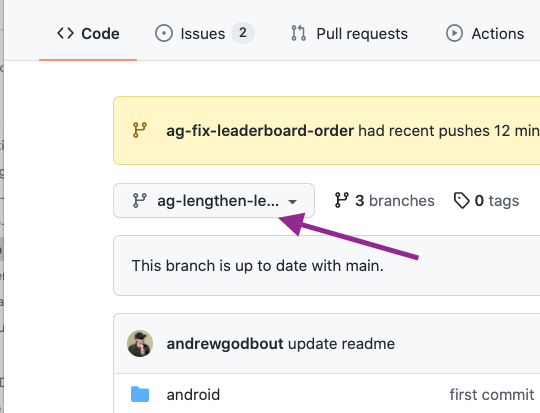 Code Issues 2 Pull requests Actions
ag-fix-leaderboard-order had recent pushes 12 min
ag-lengthen-le... 3 branches 0 tags
This branch is up to date with main.
andrewgodbout update readme
android first commit